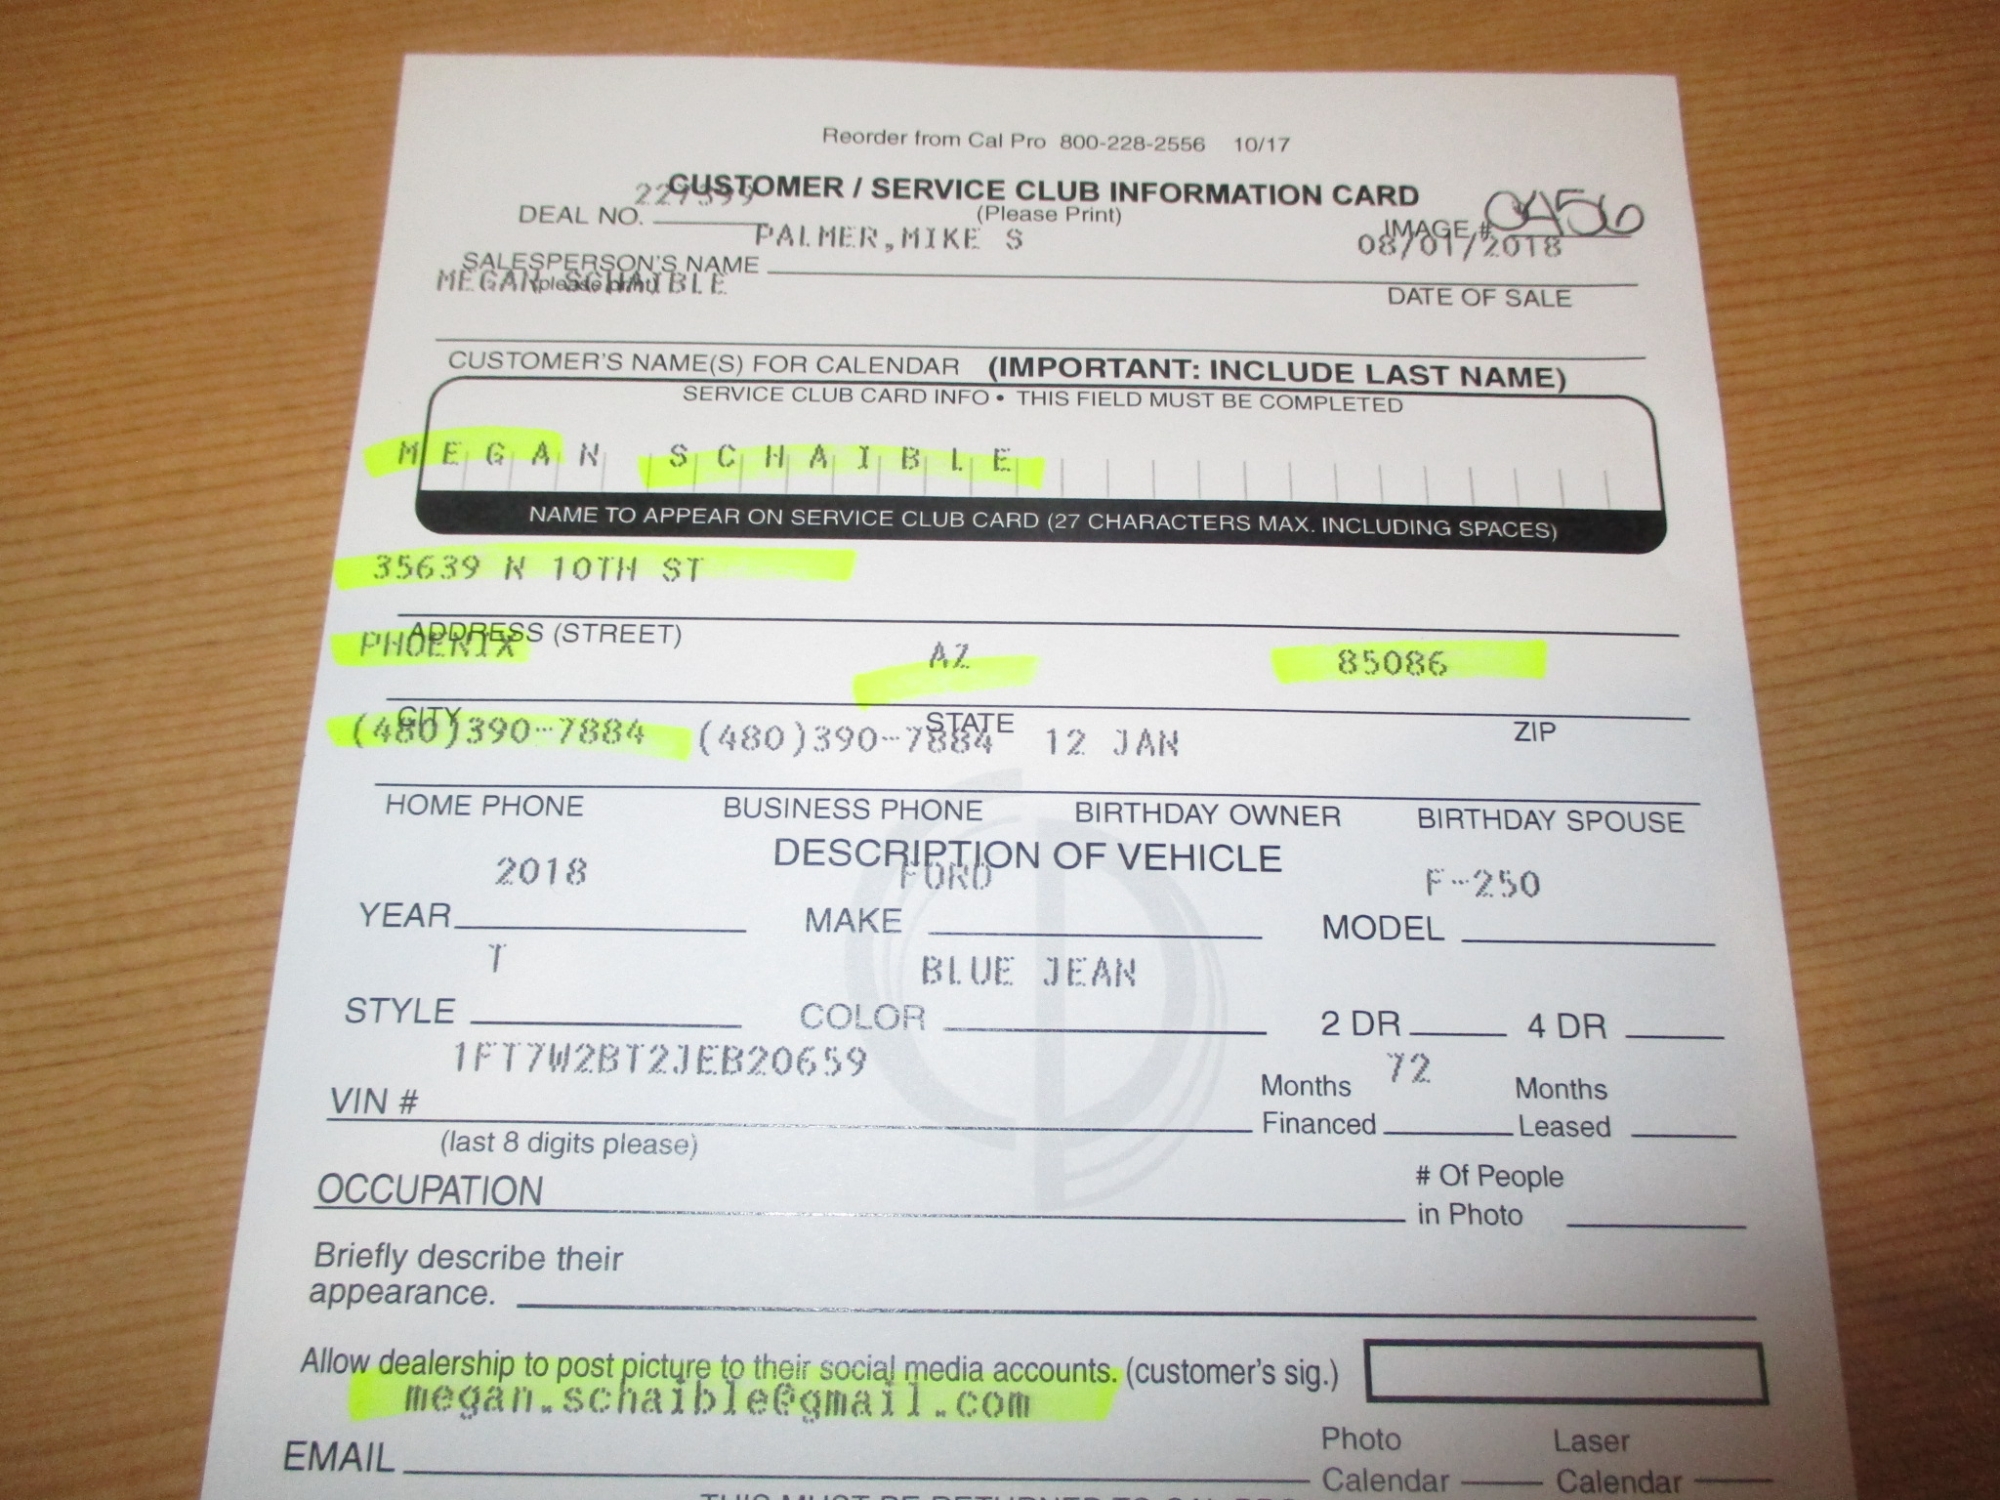 Reorder from Cal Pro 800-228-2556 10/17
CUSTOMER / SERVICE CLUB INFORMATION CARD
(Please Print)
DEAL NO. 227399
IMAGE # 0456
PALMER,MIKE S
08/01/2018
SALESPERSON'S NAME
(please print)
MEGAN SCHAIBLE
DATE OF SALE
CUSTOMER'S NAME(S) FOR CALENDAR (IMPORTANT: INCLUDE LAST NAME)
SERVICE CLUB CARD INFO • THIS FIELD MUST BE COMPLETED
MEGAN SCHAIBLE
NAME TO APPEAR ON SERVICE CLUB CARD (27 CHARACTERS MAX. INCLUDING SPACES)
35639 N 10TH ST
ADDRESS (STREET)
PHOENIX AZ 85086
CITY STATE ZIP
(480)390-7884 (480)390-7884 12 JAN
HOME PHONE BUSINESS PHONE BIRTHDAY OWNER BIRTHDAY SPOUSE
DESCRIPTION OF VEHICLE
2018 FORD F-250
YEAR MAKE MODEL
T BLUE JEAN
STYLE COLOR 2 DR 4 DR
1FT7W2BT2JEB20659 72
VIN # Months Financed Months Leased
(last 8 digits please)
OCCUPATION # Of People in Photo
Briefly describe their
appearance.
Allow dealership to post picture to their social media accounts. (customer's sig.)
megan.schaible@gmail.com
EMAIL Photo Calendar Laser Calendar